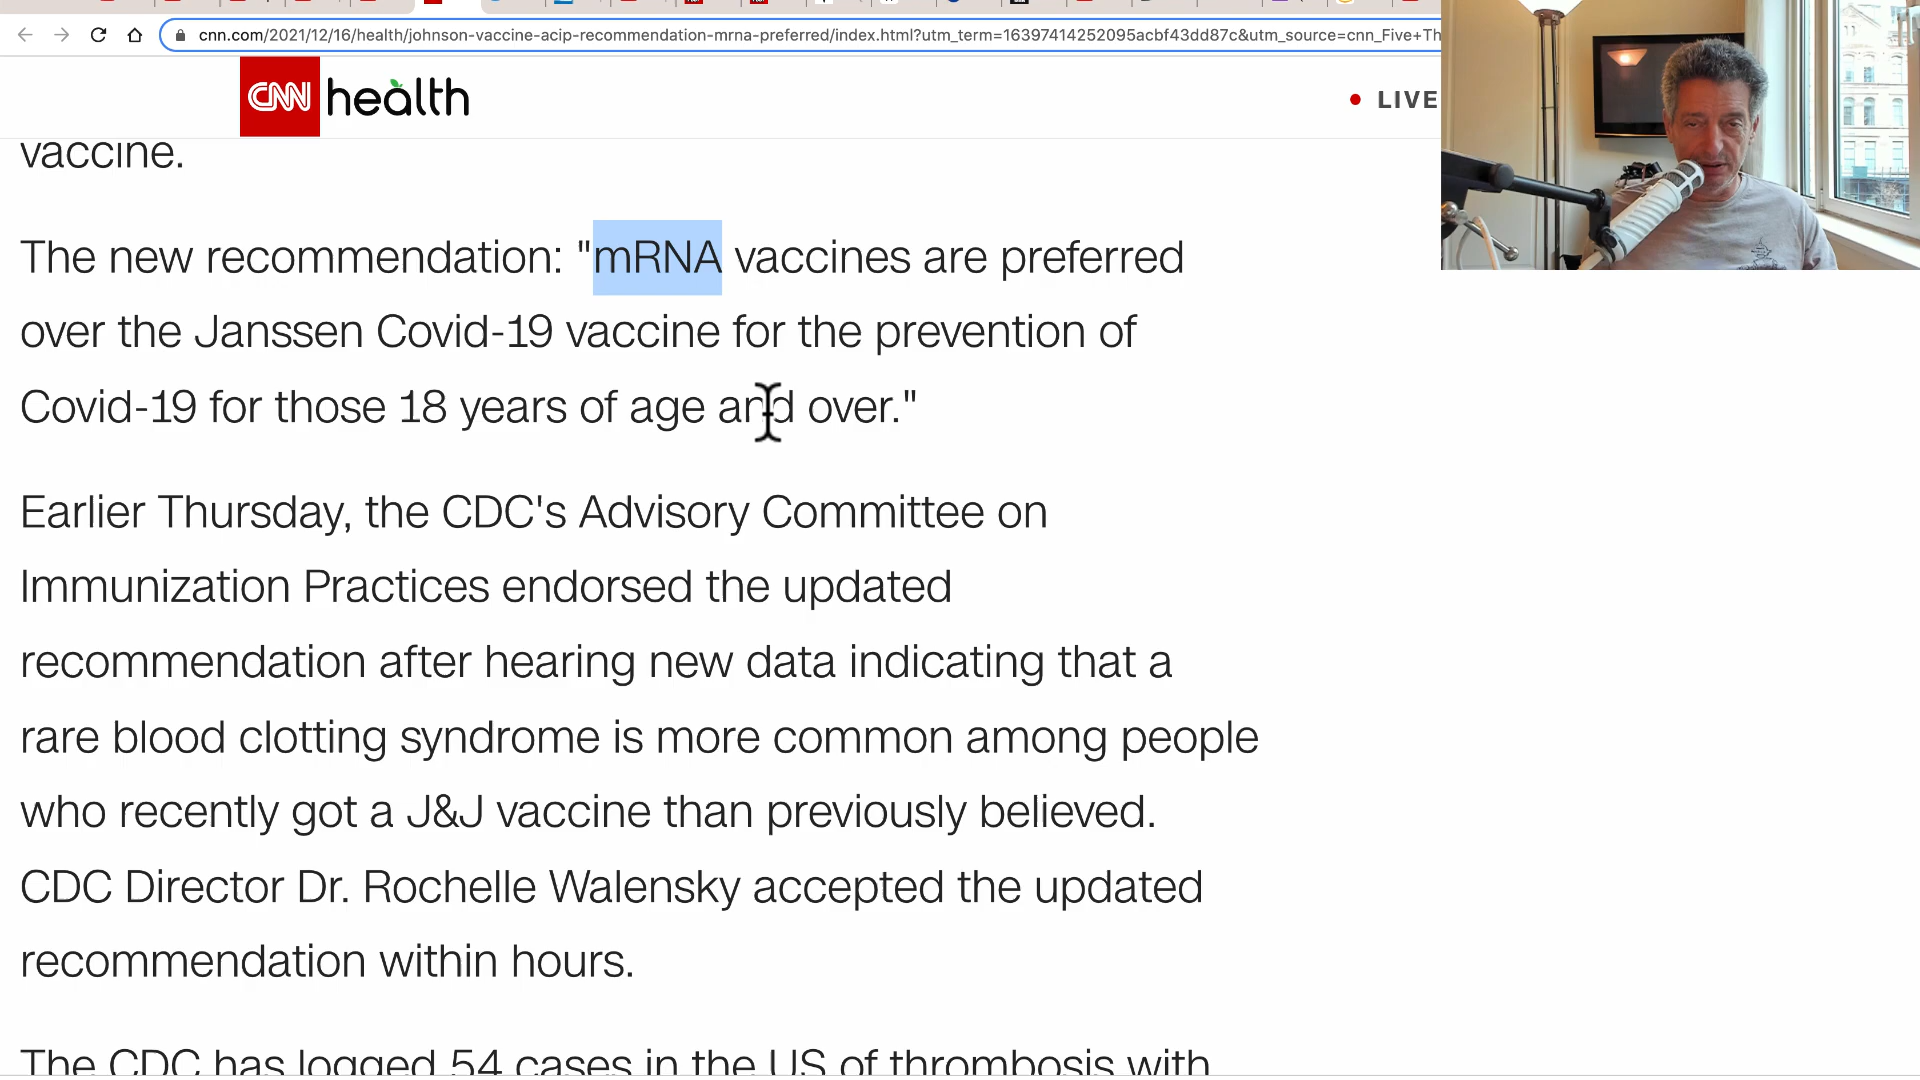 cnn.com/2021/12/16/health/johnson-vaccine-acip-recommendation-mrna-preferred/index.html?utm_term=16397414252095acbf43dd87c&utm_source=cnn_Five+Th
CNN health
LIVE
vaccine.
The new recommendation: "mRNA vaccines are preferred
over the Janssen Covid-19 vaccine for the prevention of
Covid-19 for those 18 years of age and over."
Earlier Thursday, the CDC's Advisory Committee on
Immunization Practices endorsed the updated
recommendation after hearing new data indicating that a
rare blood clotting syndrome is more common among people
who recently got a J&J vaccine than previously believed.
CDC Director Dr. Rochelle Walensky accepted the updated
recommendation within hours.
The CDC has logged 54 cases in the US of thrombosis with